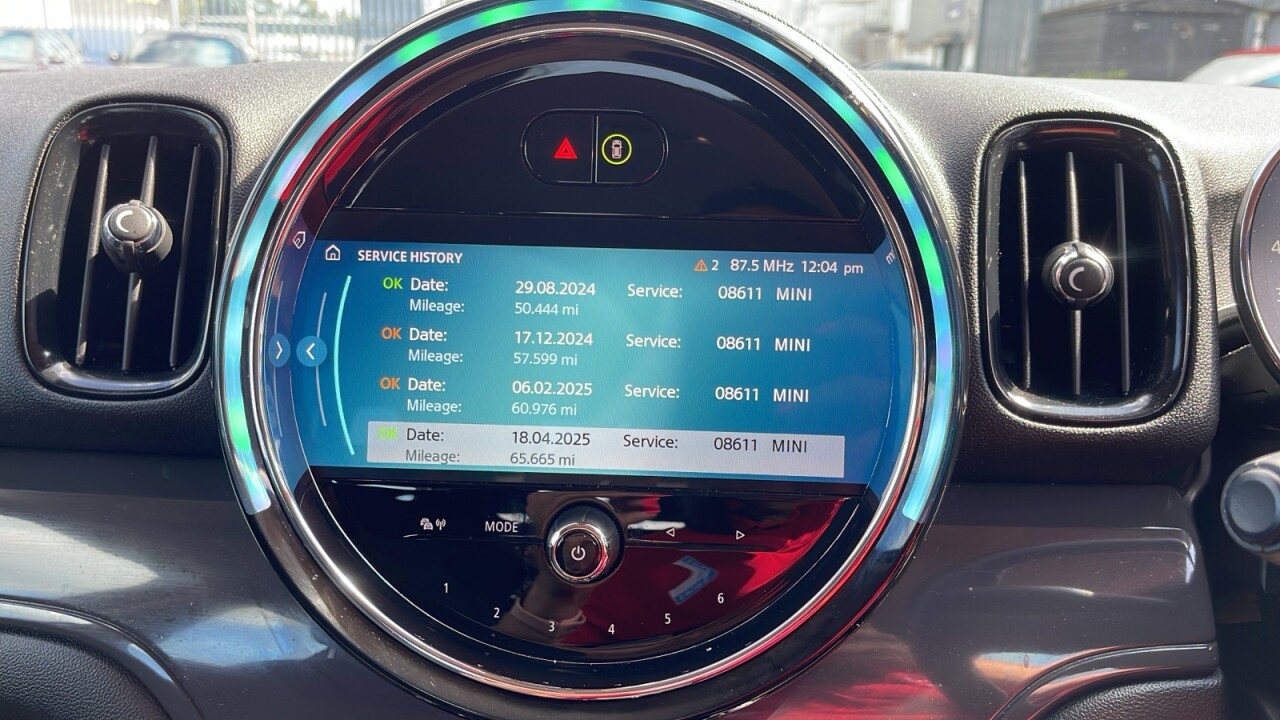 SERVICE HISTORY 2 87.5 MHz 12:04 pm
OK Date: 29.08.2024 Service: 08611 MINI
Mileage: 50.444 mi
OK Date: 17.12.2024 Service: 08611 MINI
Mileage: 57.599 mi
OK Date: 06.02.2025 Service: 08611 MINI
Mileage: 60.976 mi
OK Date: 18.04.2025 Service: 08611 MINI
Mileage: 65.665 mi
MODE
1 2 3 4 5 6